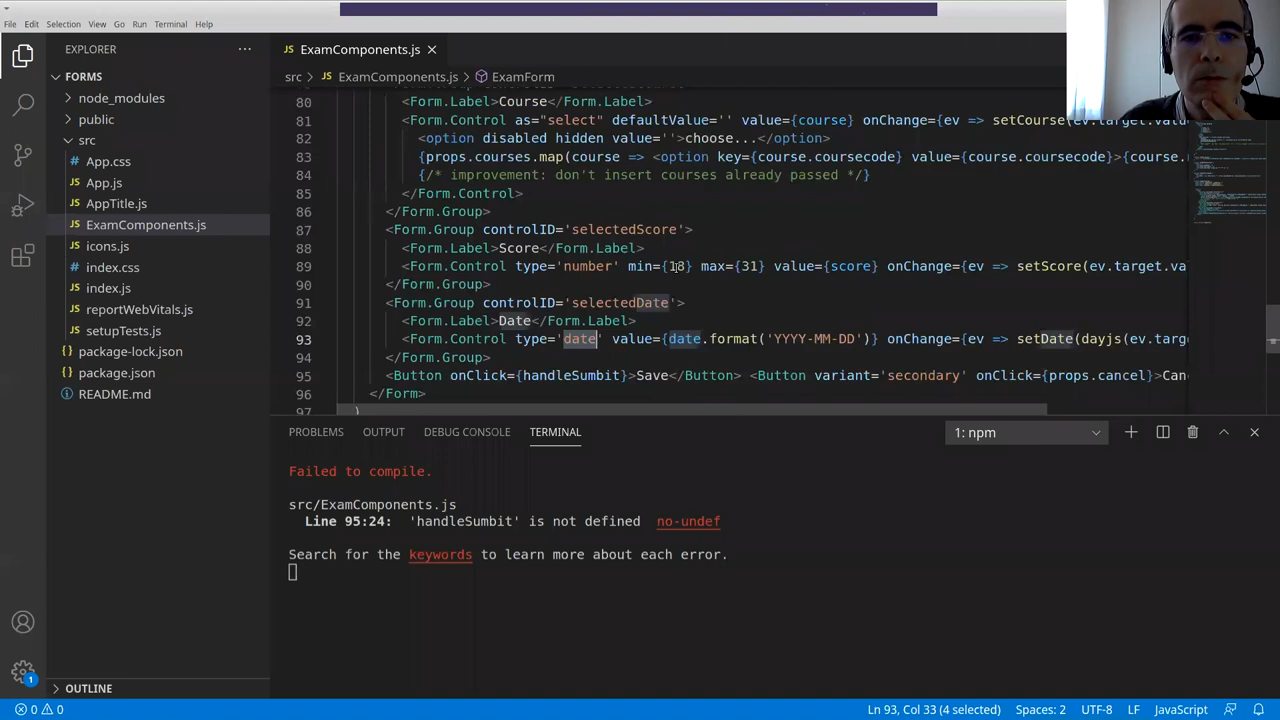 File Edit Selection View Go Run Terminal Help
EXPLORER ···
FORMS
node_modules
public
src
App.css
App.js
AppTitle.js
ExamComponents.js
icons.js
index.css
index.js
reportWebVitals.js
setupTests.js
package-lock.json
package.json
README.md
OUTLINE
JS ExamComponents.js
src > JS ExamComponents.js > ExamForm
80 <Form.Label>Course</Form.Label>
81 <Form.Control as="select" defaultValue='' value={course} onChange={ev => setCourse(ev.target.value
82 <option disabled hidden value=''>choose...</option>
83 {props.courses.map(course => <option key={course.coursecode} value={course.coursecode}>{course.n
84 {/* improvement: don't insert courses already passed */}
85 </Form.Control>
86 </Form.Group>
87 <Form.Group controlID='selectedScore'>
88 <Form.Label>Score</Form.Label>
89 <Form.Control type='number' min={18} max={31} value={score} onChange={ev => setScore(ev.target.va
90 </Form.Group>
91 <Form.Group controlID='selectedDate'>
92 <Form.Label>Date</Form.Label>
93 <Form.Control type='date' value={date.format('YYYY-MM-DD')} onChange={ev => setDate(dayjs(ev.targ
94 </Form.Group>
95 <Button onClick={handleSumbit}>Save</Button> <Button variant='secondary' onClick={props.cancel}>Can
96 </Form>
97 )
PROBLEMS OUTPUT DEBUG CONSOLE TERMINAL 1: npm
Failed to compile.
src/ExamComponents.js
Line 95:24: 'handleSumbit' is not defined no-undef
Search for the keywords to learn more about each error.
1
0 0 Ln 93, Col 33 (4 selected) Spaces: 2 UTF-8 LF JavaScript